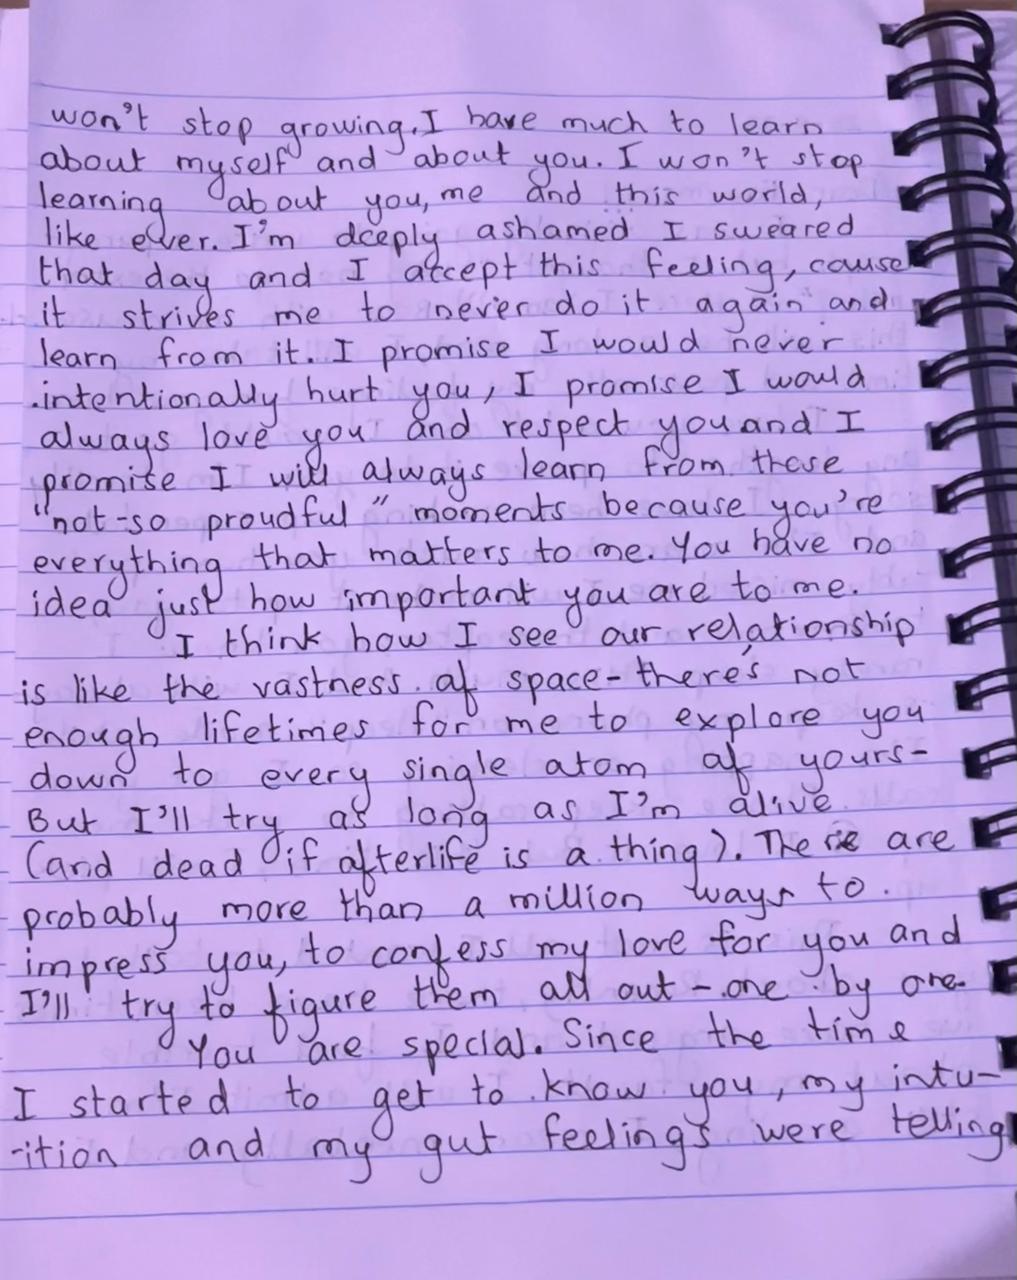 won't stop growing. I have much to learn
about myself and about you. I won't stop
learning about you, me and this world,
like ever. I'm deeply ashamed I sweared
that day and I accept this feeling, cause
it strives me to never do it again and
learn from it. I promise I would never
intentionally hurt you, I promise I would
always love you and respect you and I
promise I will always learn from these
"not-so proudful" moments because you're
everything that matters to me. You have no
idea just how important you are to me.
I think how I see our relationship
is like the vastness of space - there's not
enough lifetimes for me to explore you
down to every single atom of yours -
But I'll try as long as I'm alive
(and dead if afterlife is a thing). There are
probably more than a million ways to
impress you, to confess my love for you and
I'll try to figure them all out - one by one.
You are special. Since the time
I started to get to know you, my intu-
-ition and my gut feelings were telling